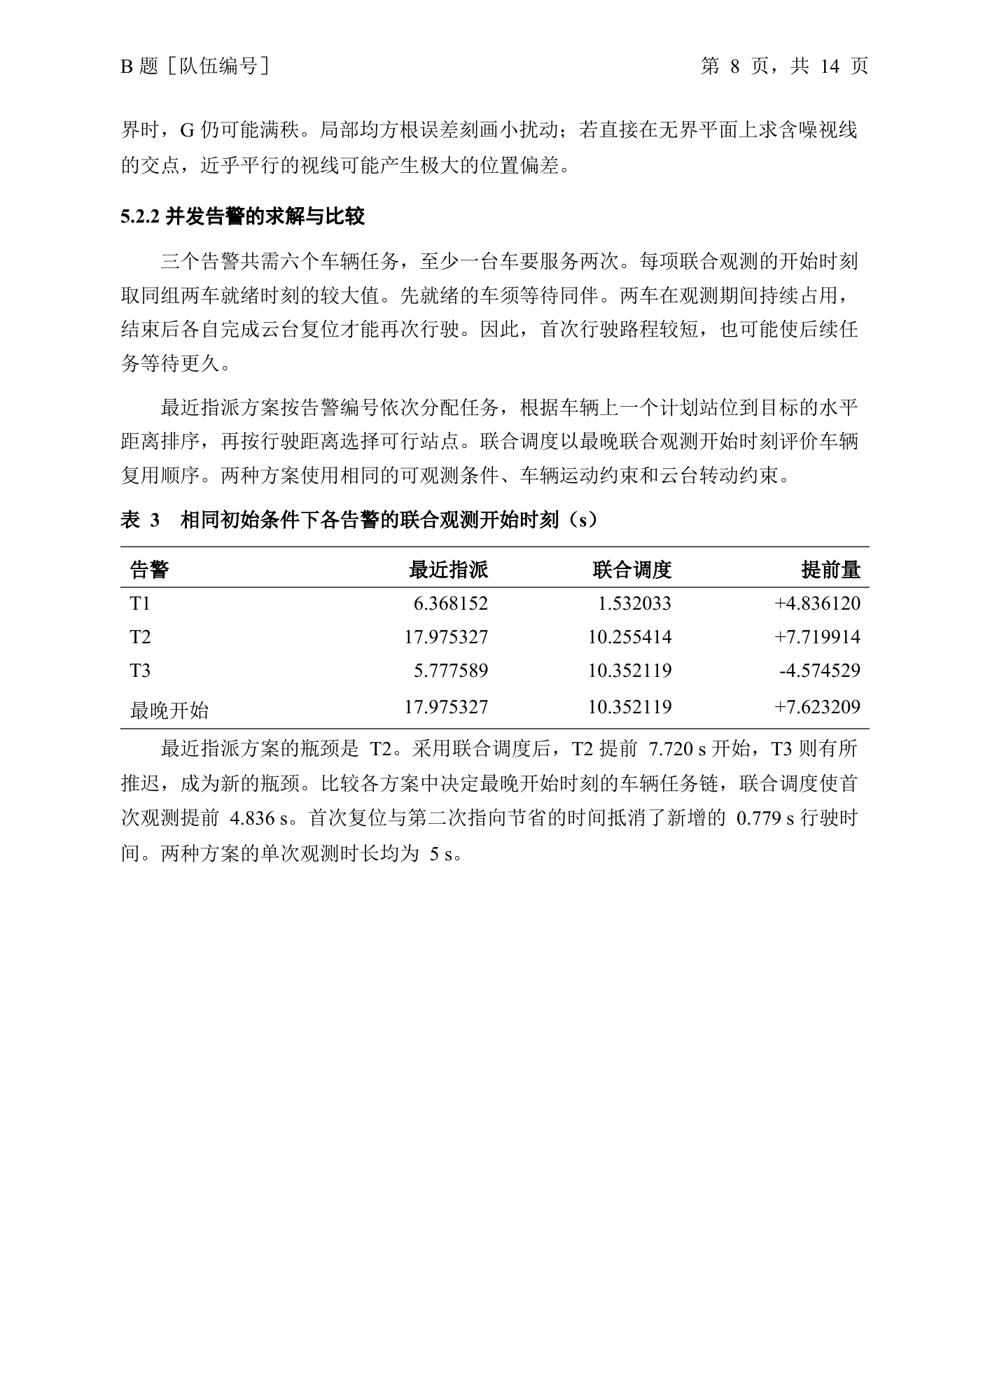 B 题［队伍编号］ 第 8 页，共 14 页
界时，G 仍可能满秩。局部均方根误差刻画小扰动；若直接在无界平面上求含噪视线
的交点，近乎平行的视线可能产生极大的位置偏差。
5.2.2 并发告警的求解与比较
三个告警共需六个车辆任务，至少一台车要服务两次。每项联合观测的开始时刻
取同组两车就绪时刻的较大值。先就绪的车须等待同伴。两车在观测期间持续占用，
结束后各自完成云台复位才能再次行驶。因此，首次行驶路程较短，也可能使后续任
务等待更久。
最近指派方案按告警编号依次分配任务，根据车辆上一个计划站位到目标的水平
距离排序，再按行驶距离选择可行站点。联合调度以最晚联合观测开始时刻评价车辆
复用顺序。两种方案使用相同的可观测条件、车辆运动约束和云台转动约束。
表 3 相同初始条件下各告警的联合观测开始时刻（s）
告警 最近指派 联合调度 提前量
T1 6.368152 1.532033 +4.836120
T2 17.975327 10.255414 +7.719914
T3 5.777589 10.352119 -4.574529
最晚开始 17.975327 10.352119 +7.623209
最近指派方案的瓶颈是 T2。采用联合调度后，T2 提前 7.720 s 开始，T3 则有所
推迟，成为新的瓶颈。比较各方案中决定最晚开始时刻的车辆任务链，联合调度使首
次观测提前 4.836 s。首次复位与第二次指向节省的时间抵消了新增的 0.779 s 行驶时
间。两种方案的单次观测时长均为 5 s。